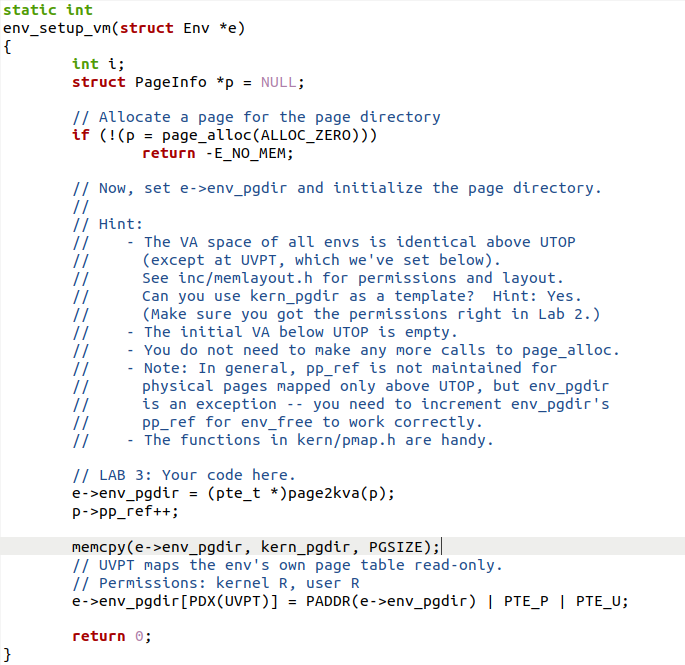 static int
env_setup_vm(struct Env *e)
{
        int i;
        struct PageInfo *p = NULL;

        // Allocate a page for the page directory
        if (!(p = page_alloc(ALLOC_ZERO)))
                return -E_NO_MEM;

        // Now, set e->env_pgdir and initialize the page directory.
        //
        // Hint:
        //    - The VA space of all envs is identical above UTOP
        //      (except at UVPT, which we've set below).
        //      See inc/memlayout.h for permissions and layout.
        //      Can you use kern_pgdir as a template?  Hint: Yes.
        //      (Make sure you got the permissions right in Lab 2.)
        //    - The initial VA below UTOP is empty.
        //    - You do not need to make any more calls to page_alloc.
        //    - Note: In general, pp_ref is not maintained for
        //      physical pages mapped only above UTOP, but env_pgdir
        //      is an exception -- you need to increment env_pgdir's
        //      pp_ref for env_free to work correctly.
        //    - The functions in kern/pmap.h are handy.

        // LAB 3: Your code here.
        e->env_pgdir = (pte_t *)page2kva(p);
        p->pp_ref++;

        memcpy(e->env_pgdir, kern_pgdir, PGSIZE);
        // UVPT maps the env's own page table read-only.
        // Permissions: kernel R, user R
        e->env_pgdir[PDX(UVPT)] = PADDR(e->env_pgdir) | PTE_P | PTE_U;

        return 0;
}